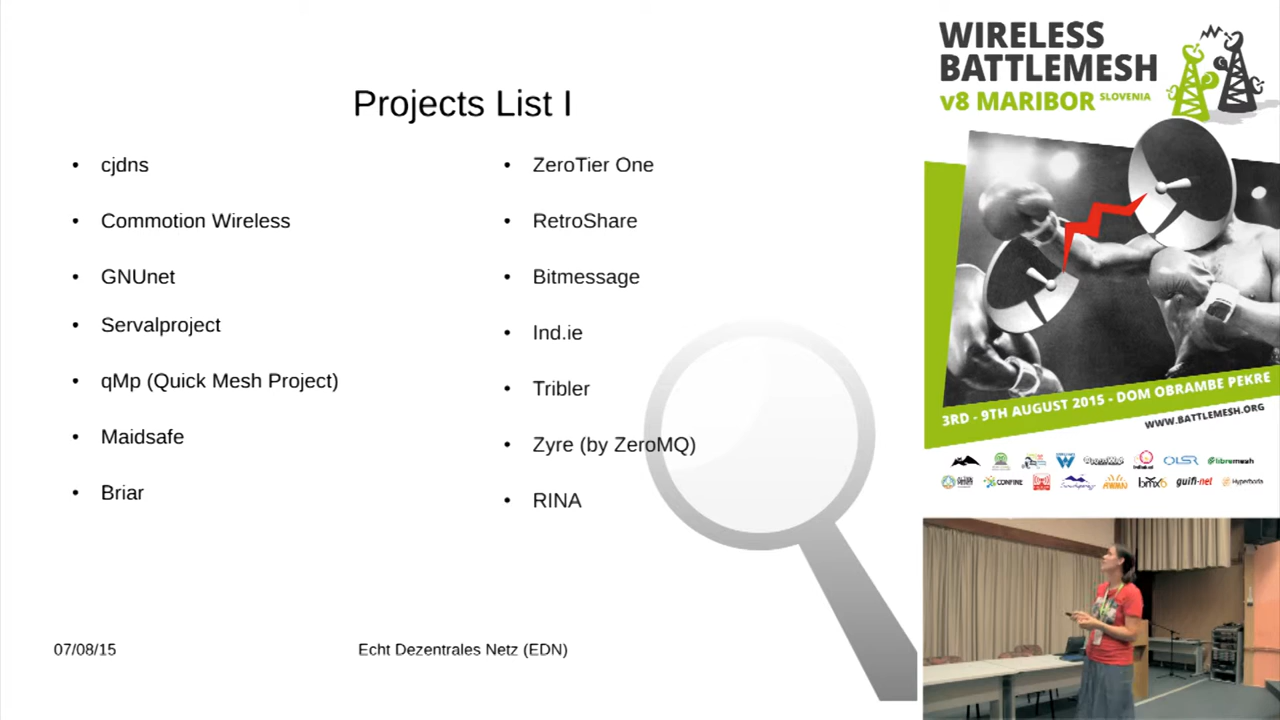 Projects List I
• cjdns
• Commotion Wireless
• GNUnet
• Servalproject
• qMp (Quick Mesh Project)
• Maidsafe
• Briar
• ZeroTier One
• RetroShare
• Bitmessage
• Ind.ie
• Tribler
• Zyre (by ZeroMQ)
• RINA
07/08/15
Echt Dezentrales Netz (EDN)
WIRELESS
BATTLEMESH
v8 MARIBOR SLOVENIA
3RD - 9TH AUGUST 2015 - DOM OBRAMBE PEKRE
WWW.BATTLEMESH.ORG
OLSR
libremesh
CONFINE
bmx6
guifi·net
Hyperboria